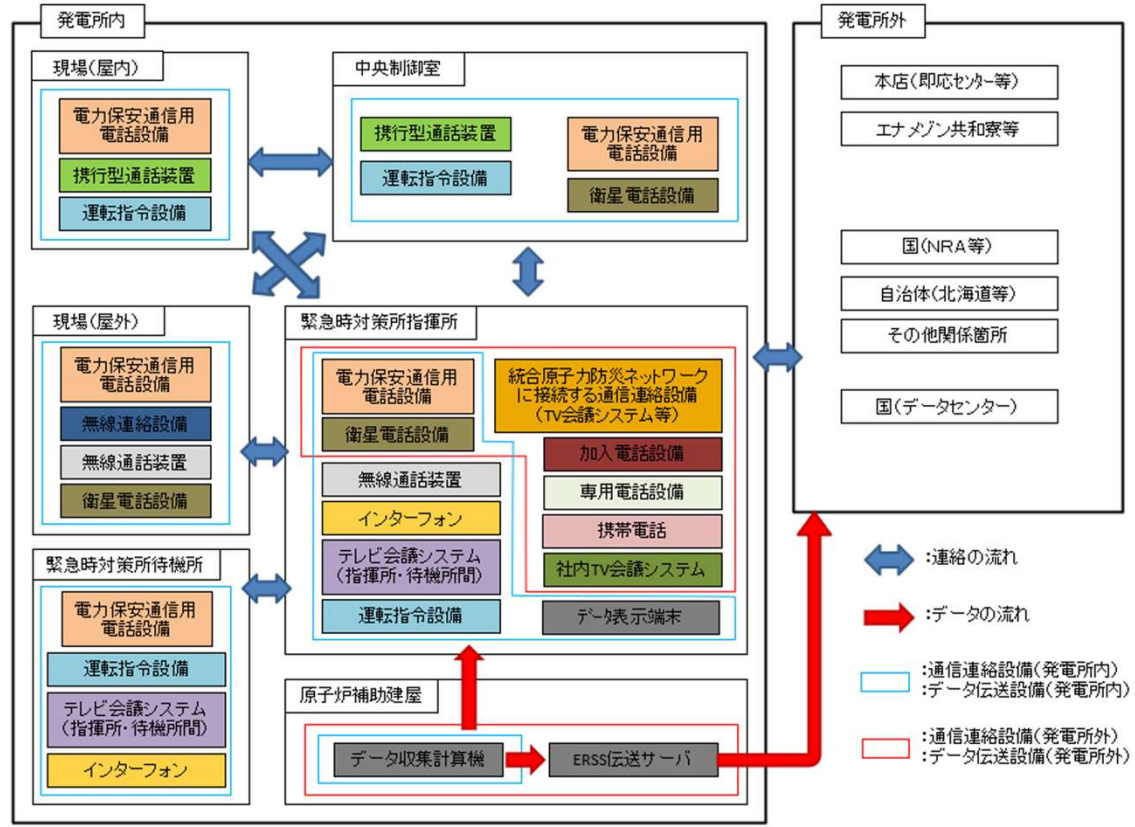 発電所内
現場(屋内)
電力保安通信用
電話設備
携行型通話装置
運転指令設備
中央制御室
携行型通話装置
運転指令設備
電力保安通信用
電話設備
衛星電話設備
現場(屋外)
電力保安通信用
電話設備
無線連絡設備
無線通話装置
衛星電話設備
緊急時対策所指揮所
電力保安通信用
電話設備
衛星電話設備
無線通話装置
インターフォン
テレビ会議システム
(指揮所・待機所間)
運転指令設備
統合原子力防災ネットワーク
に接続する通信連絡設備
(TV会議システム等)
加入電話設備
専用電話設備
携帯電話
社内TV会議システム
データ表示端末
緊急時対策所待機所
電力保安通信用
電話設備
運転指令設備
テレビ会議システム
(指揮所・待機所間)
インターフォン
原子炉補助建屋
データ収集計算機
ERSS伝送サーバ
発電所外
本店(即応センター等)
エナメゾン共和寮等
国(NRA等)
自治体(北海道等)
その他関係箇所
国(データセンター)
:連絡の流れ
:データの流れ
:通信連絡設備(発電所内)
:データ伝送設備(発電所内)
:通信連絡設備(発電所外)
:データ伝送設備(発電所外)